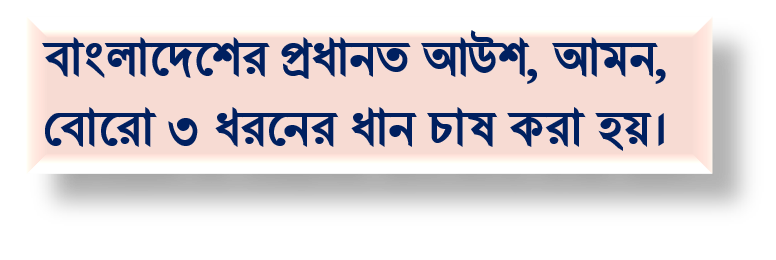 বাংলাদেশের প্রধানত আউশ, আমন,
বোরো ৩ ধরনের ধান চাষ করা হয়।